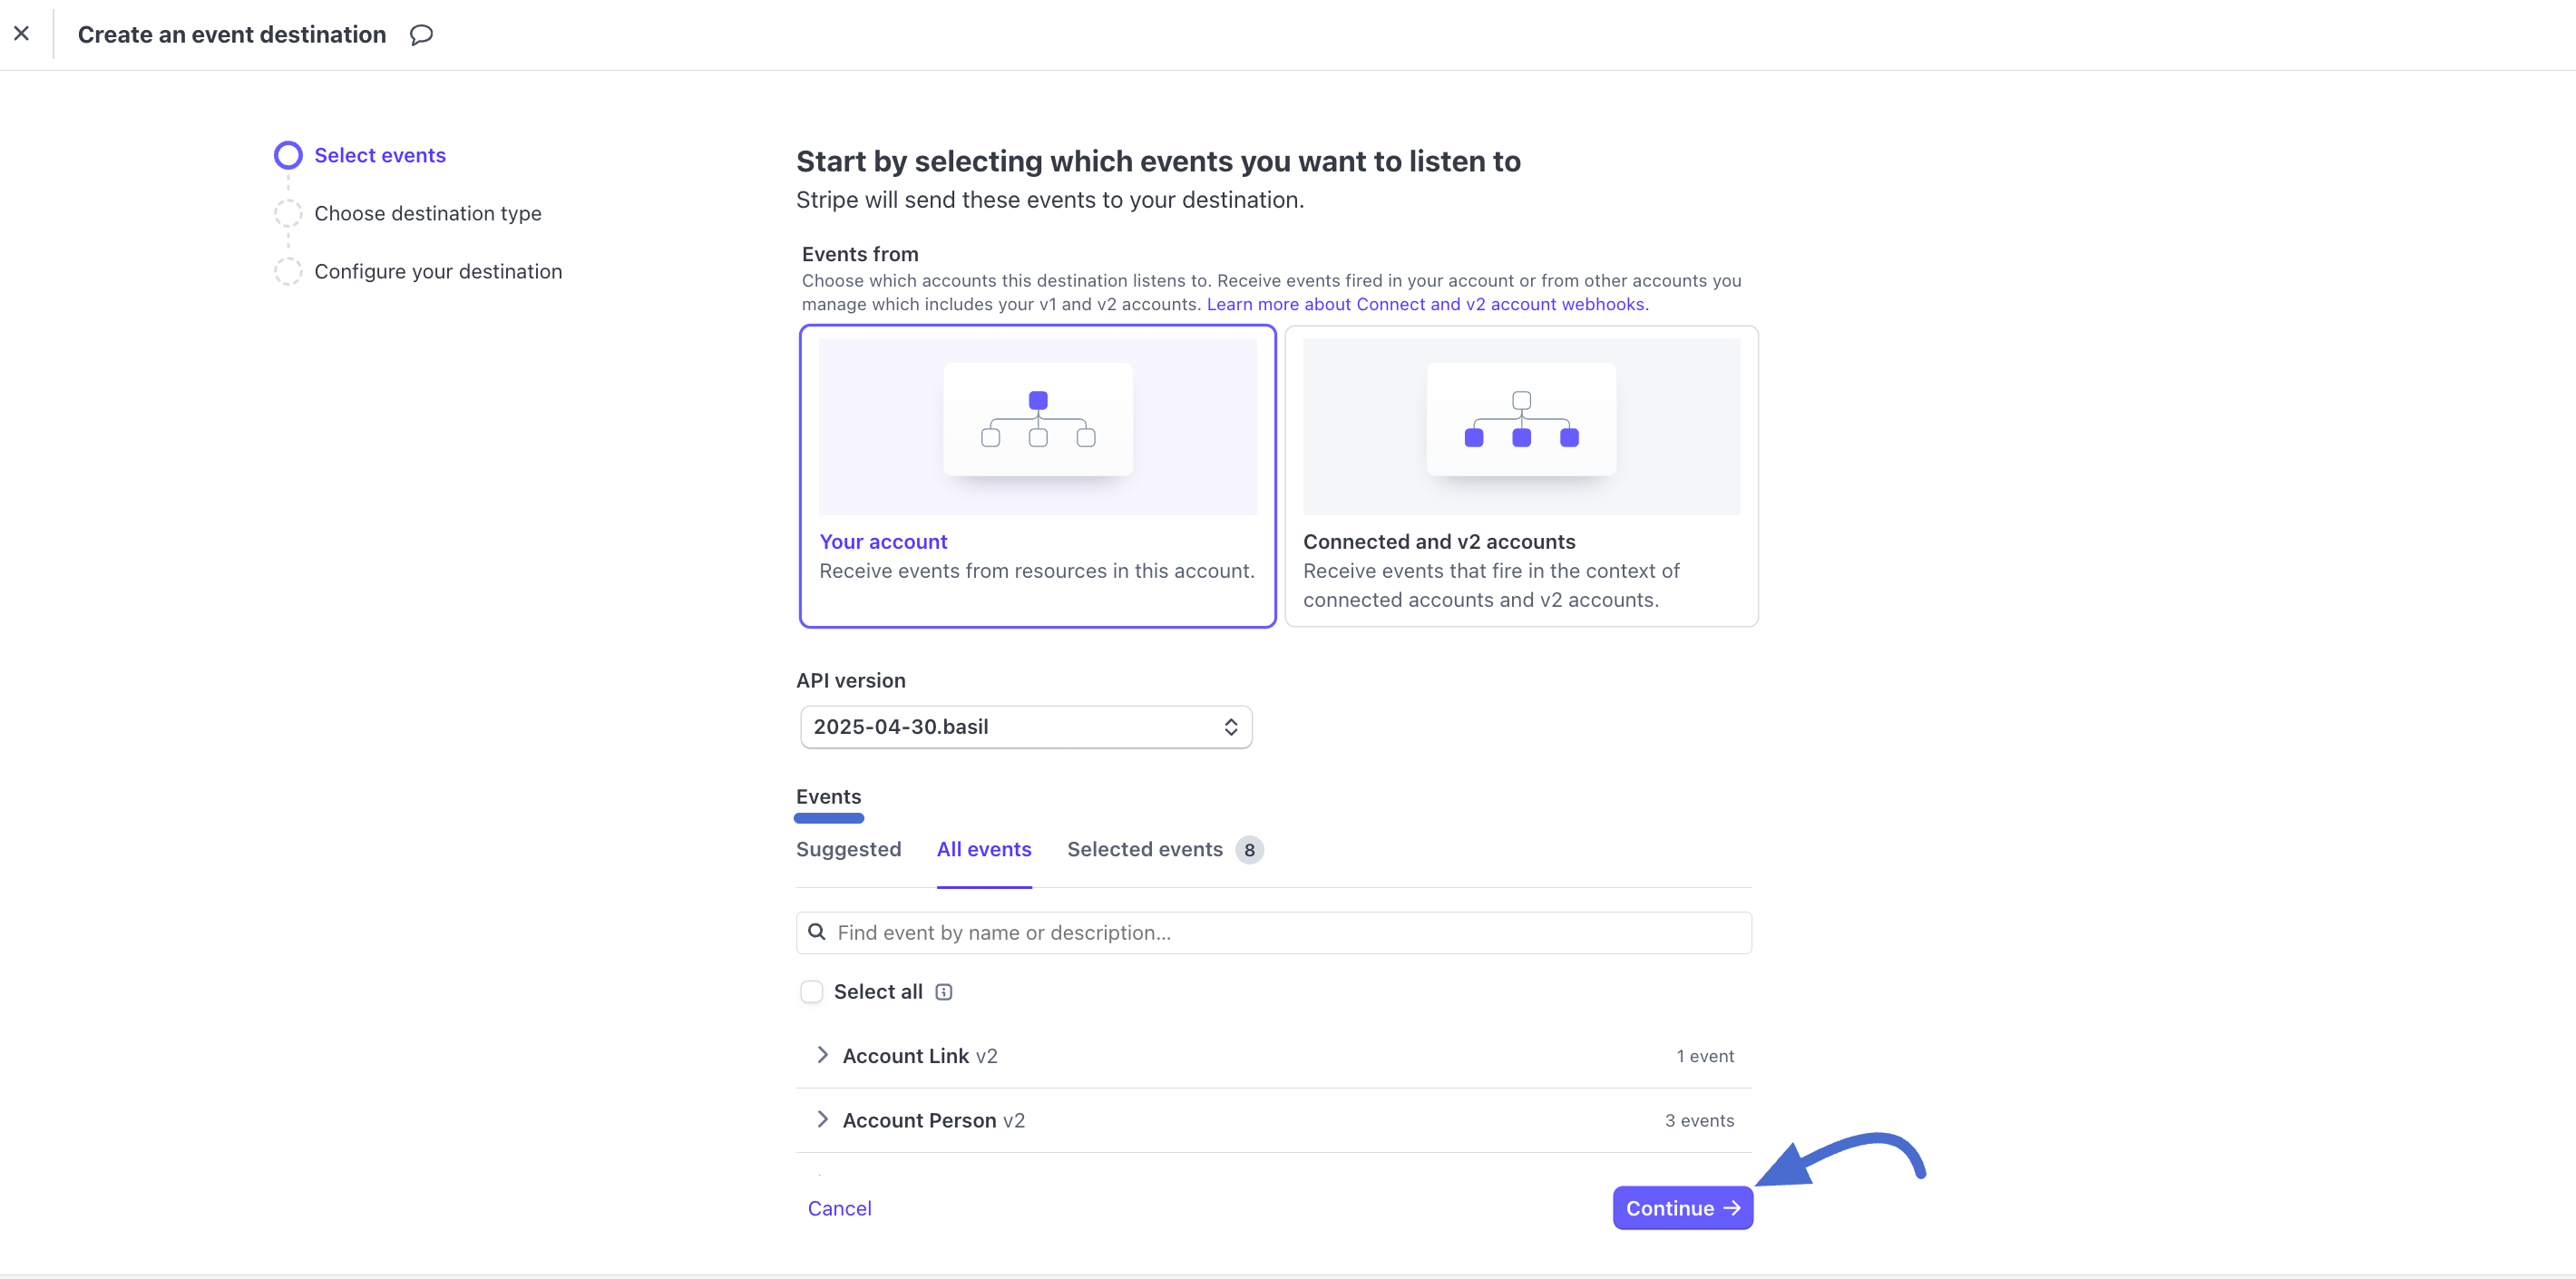 Create an event destination
Select events
Choose destination type
Configure your destination
Start by selecting which events you want to listen to
Stripe will send these events to your destination.
Events from
Choose which accounts this destination listens to. Receive events fired in your account or from other accounts you
manage which includes your v1 and v2 accounts. Learn more about Connect and v2 account webhooks.
Your account
Receive events from resources in this account.
Connected and v2 accounts
Receive events that fire in the context of
connected accounts and v2 accounts.
API version
2025-04-30.basil
Events
Suggested All events Selected events 8
Find event by name or description...
Select all
Account Link v2 1 event
Account Person v2 3 events
Cancel Continue →